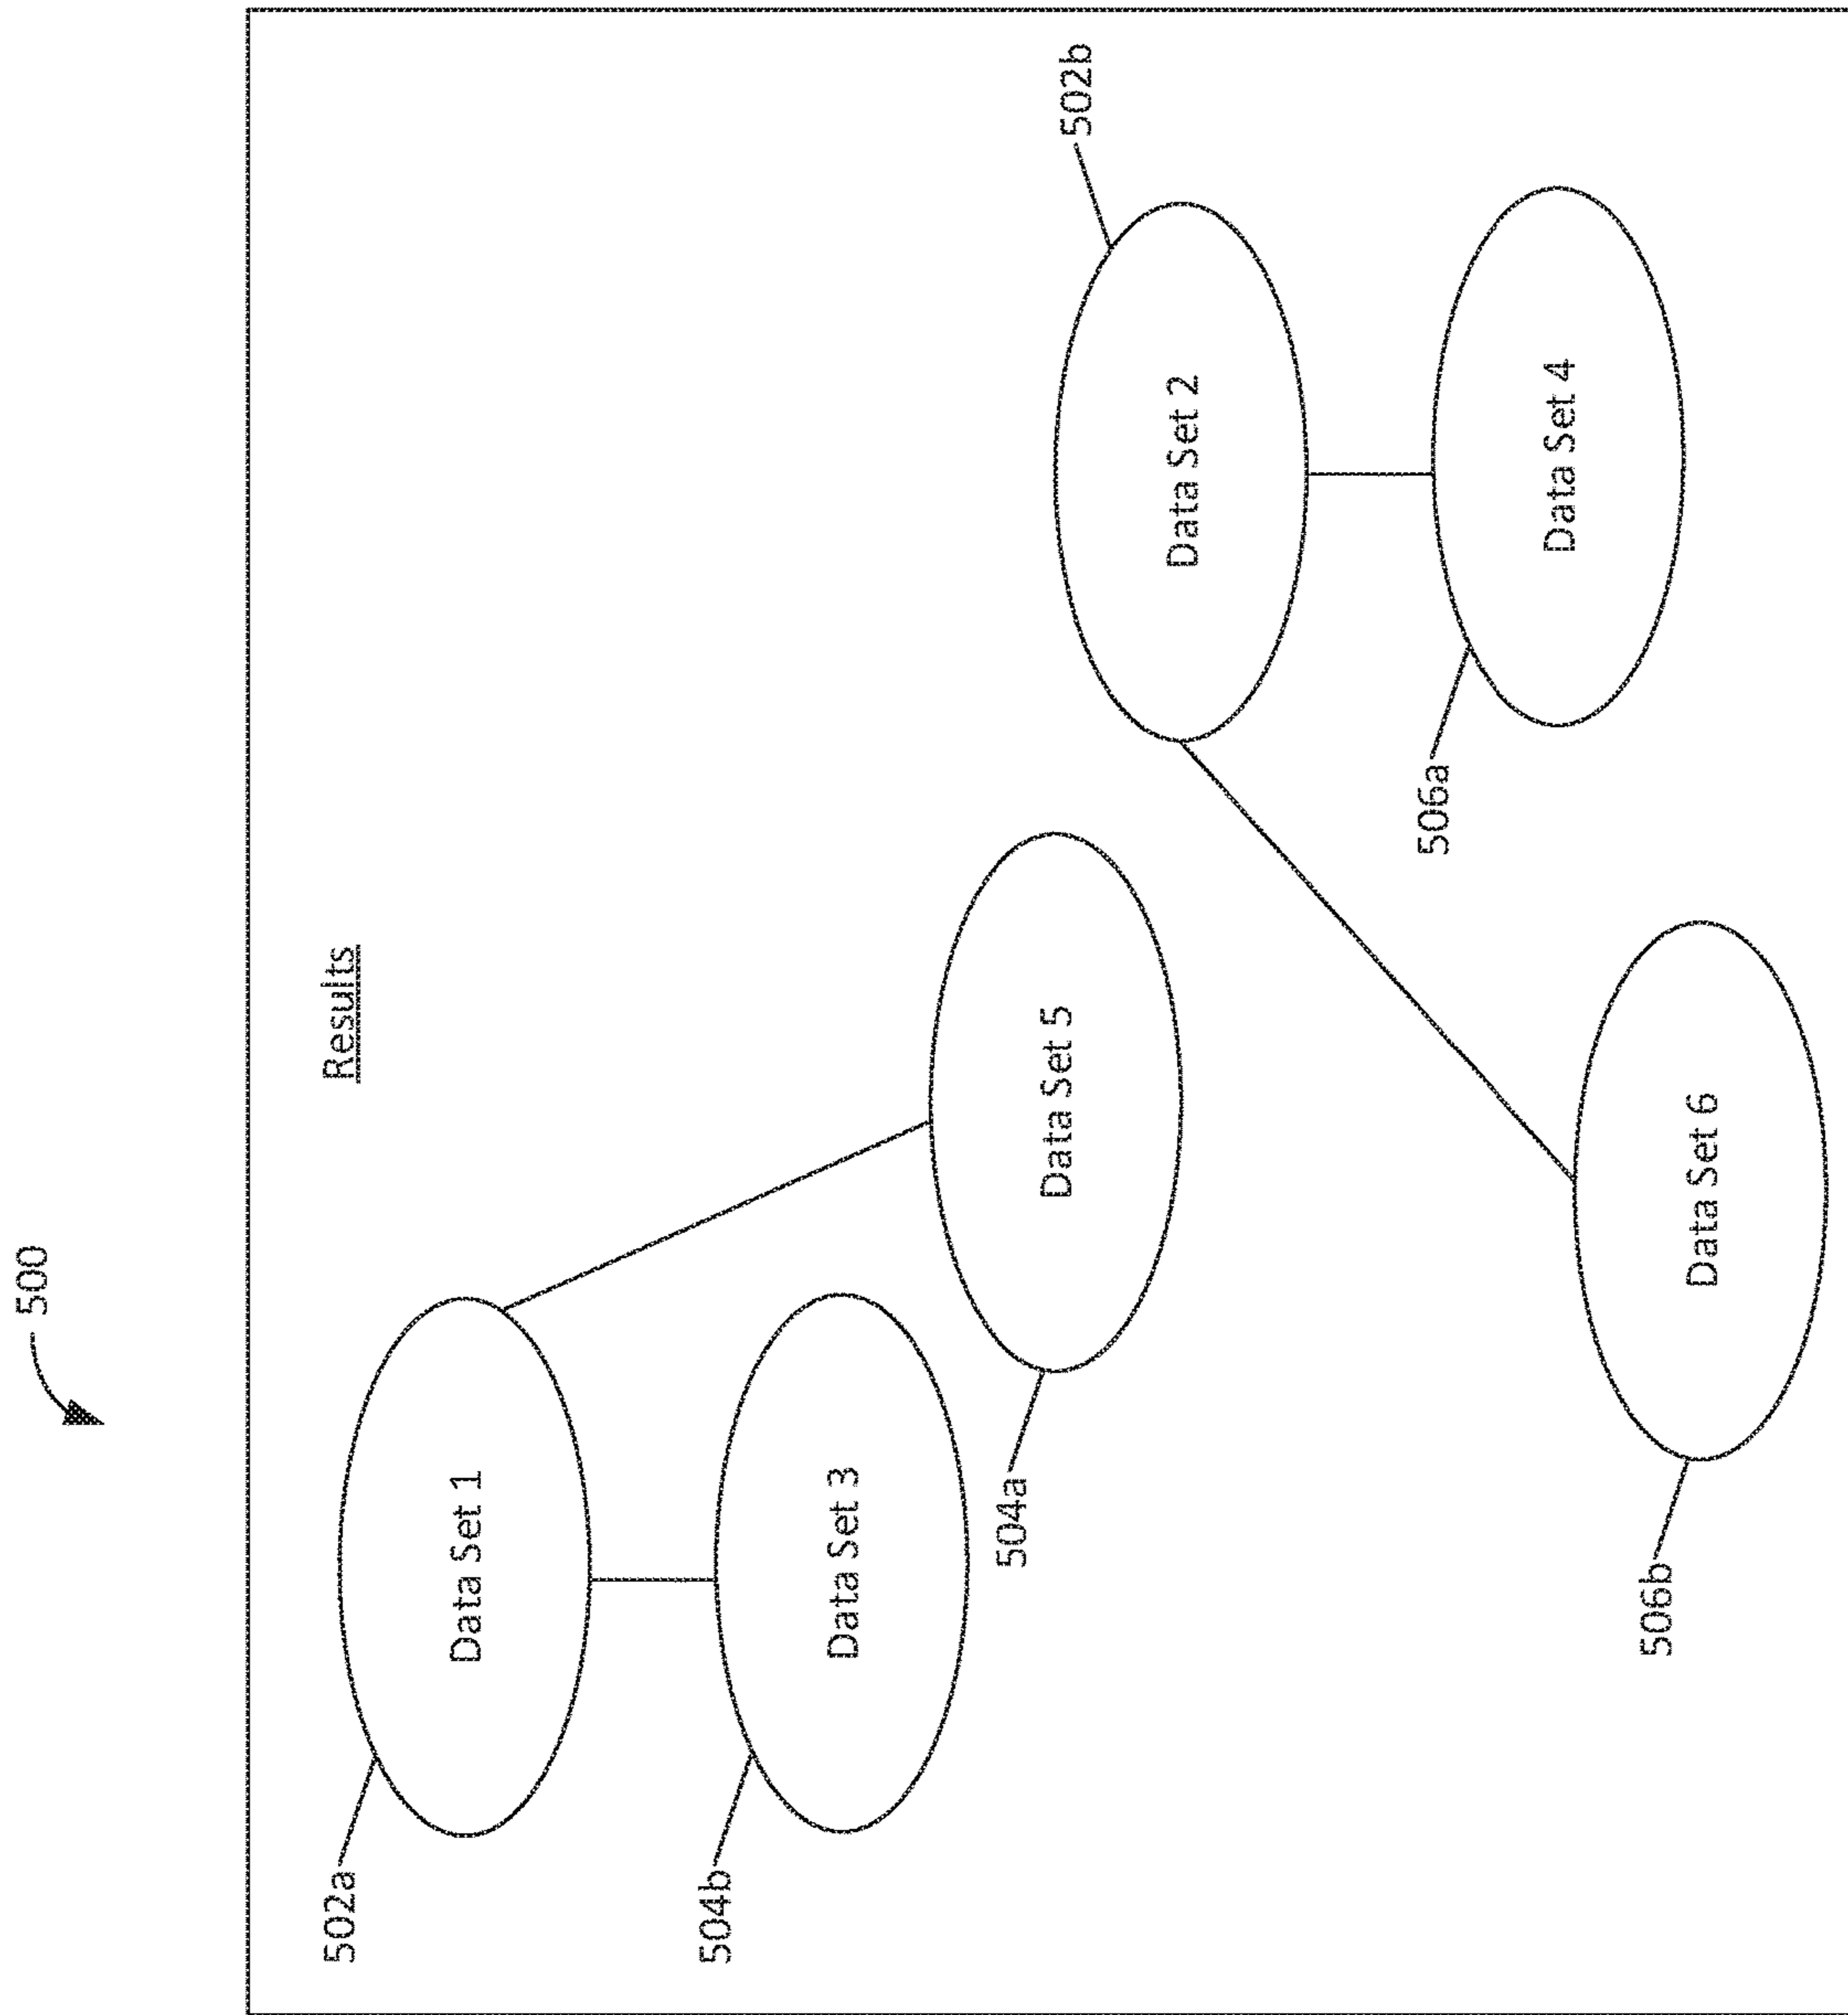 500
Results
502a
Data Set 1
504b
Data Set 3
504a
Data Set 5
502b
Data Set 2
506a
Data Set 4
506b
Data Set 6